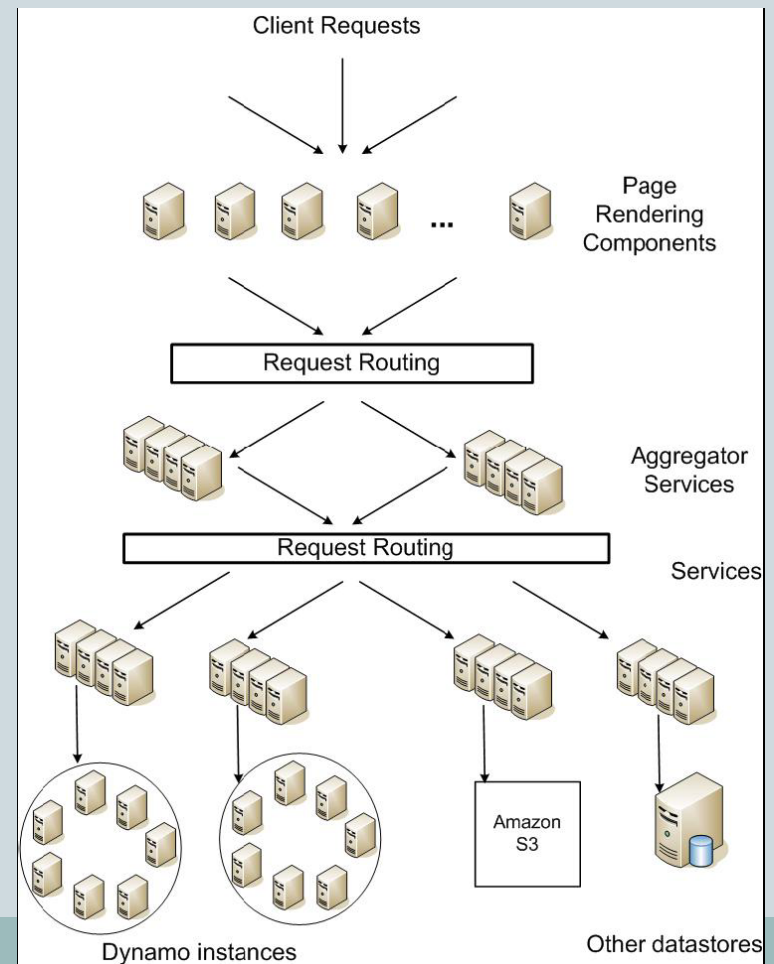 Client Requests
Page
Rendering
Components
...
Request Routing
Aggregator
Services
Request Routing
Services
Amazon
S3
Dynamo instances
Other datastores